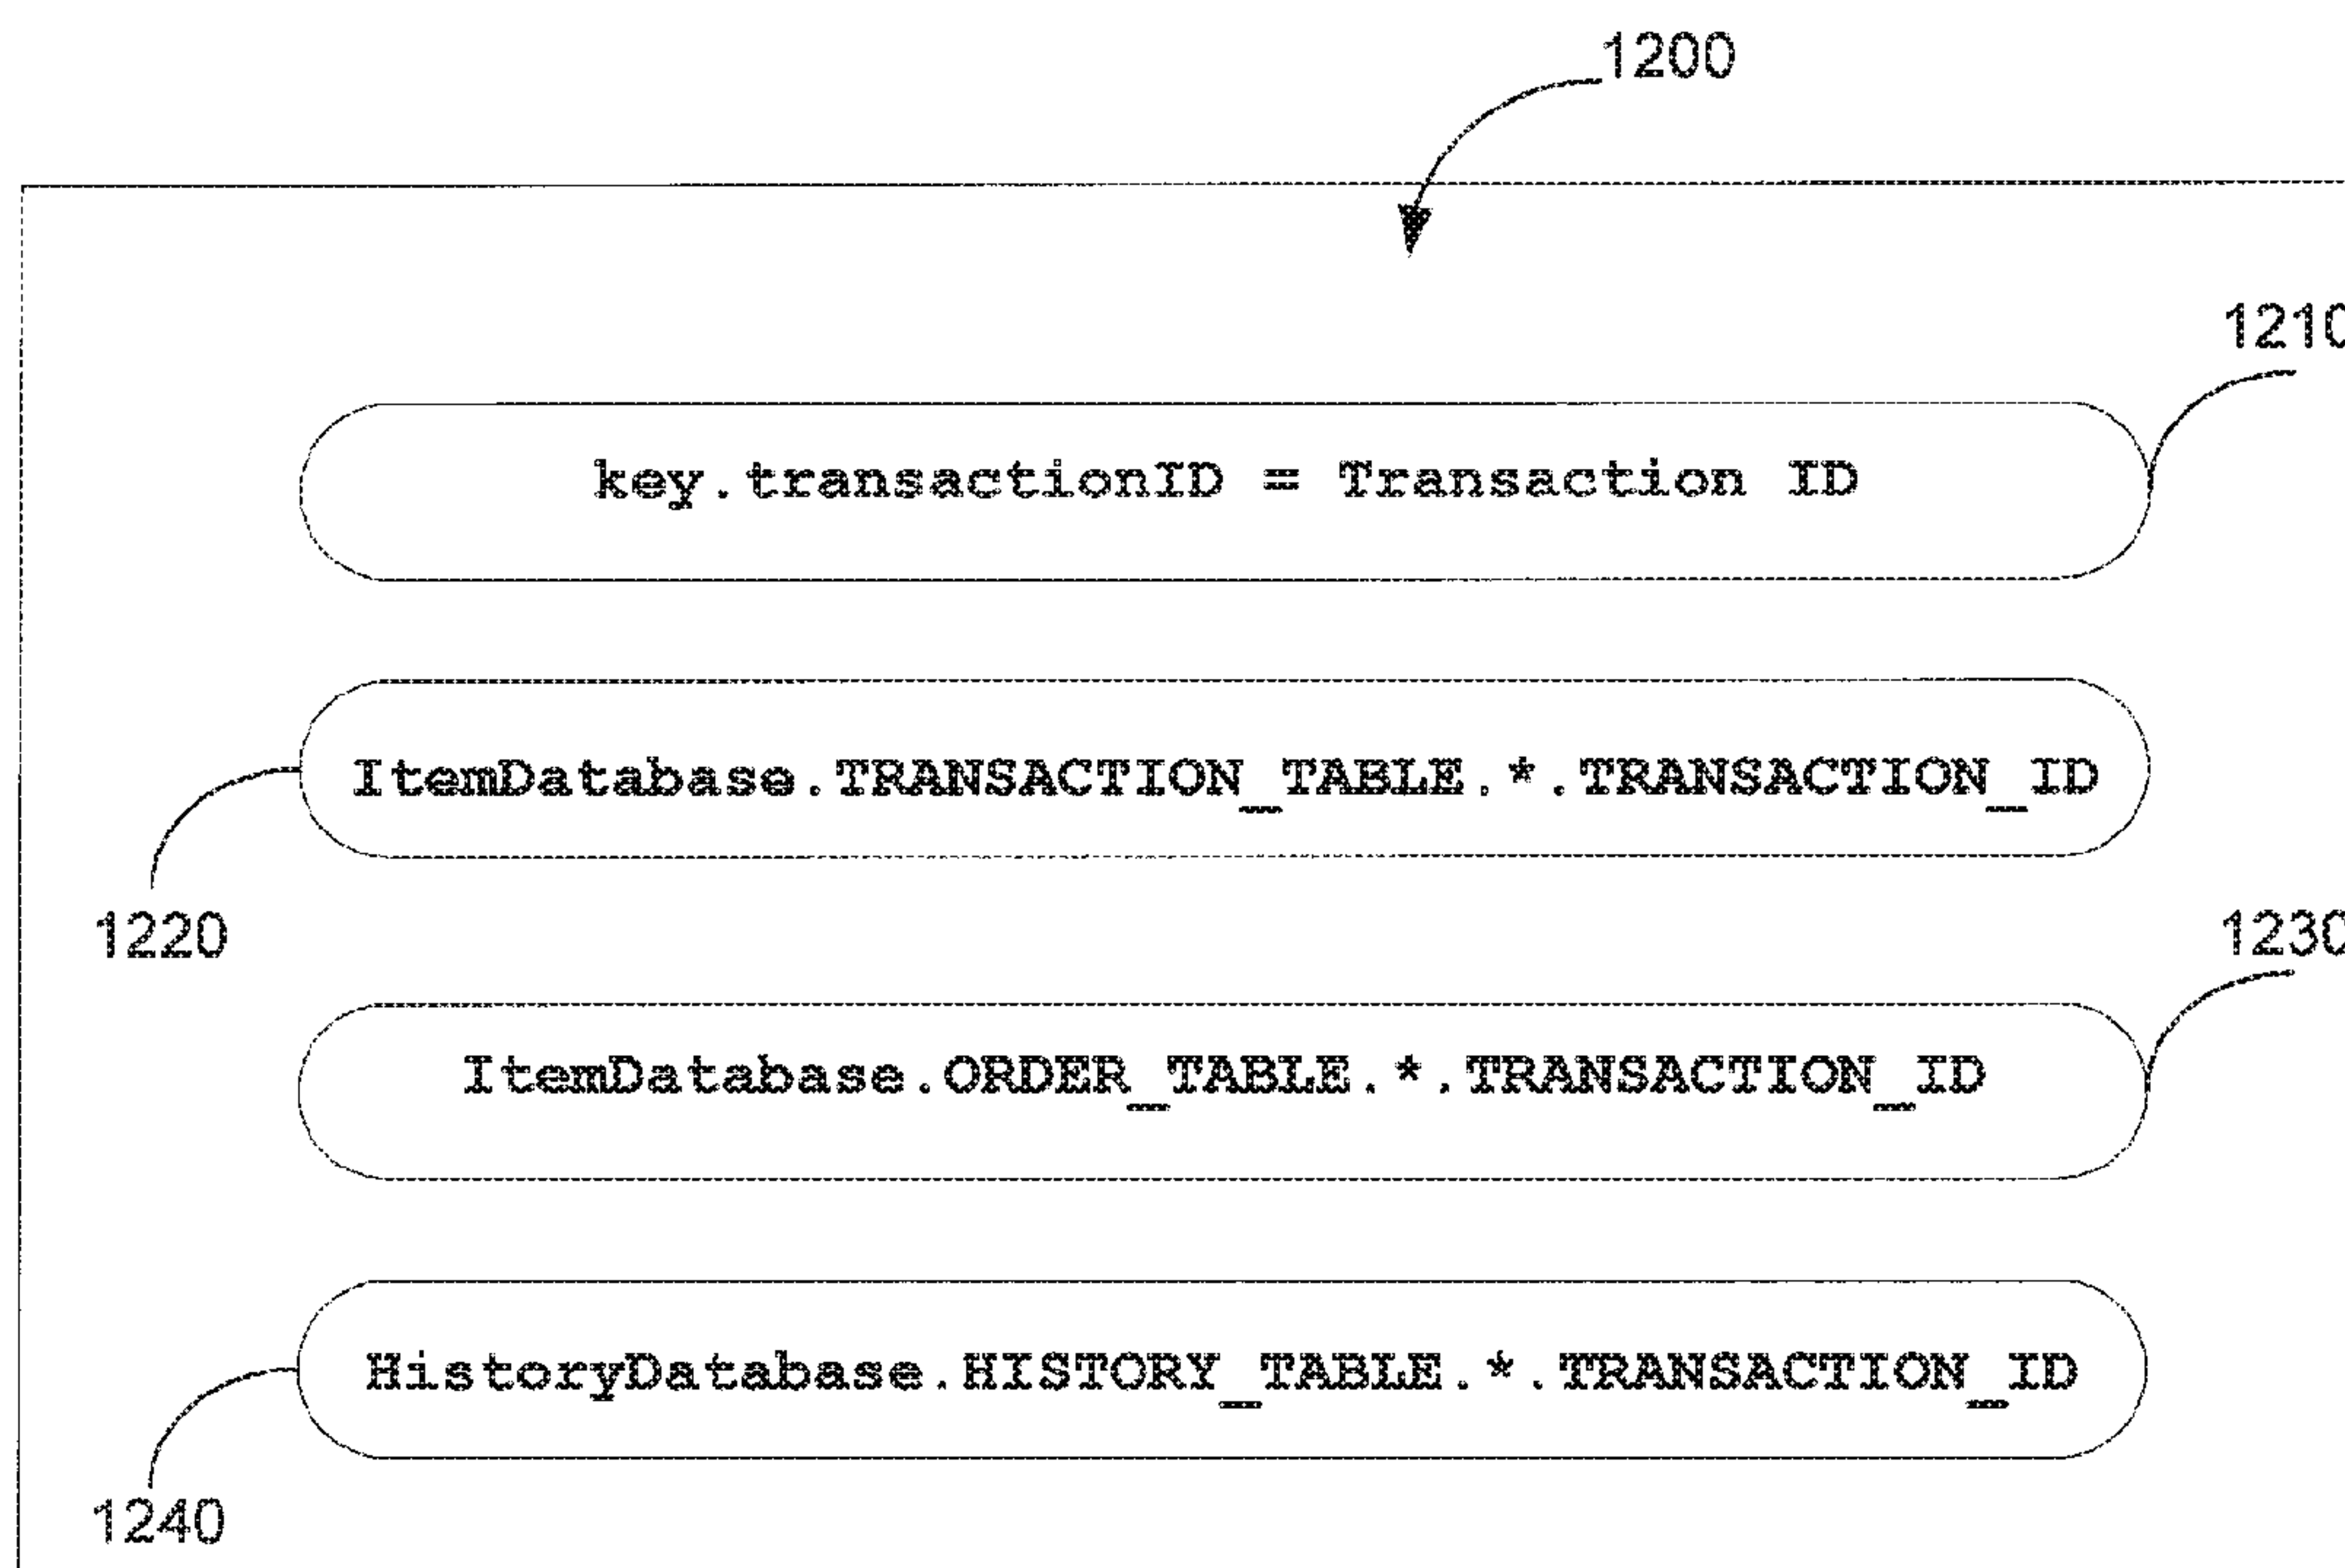 1200
1210
key.transactionID = Transaction ID
ItemDatabase.TRANSACTION_TABLE.*.TRANSACTION_ID
1220
1230
ItemDatabase.ORDER_TABLE.*.TRANSACTION_ID
HistoryDatabase.HISTORY_TABLE.*.TRANSACTION_ID
1240